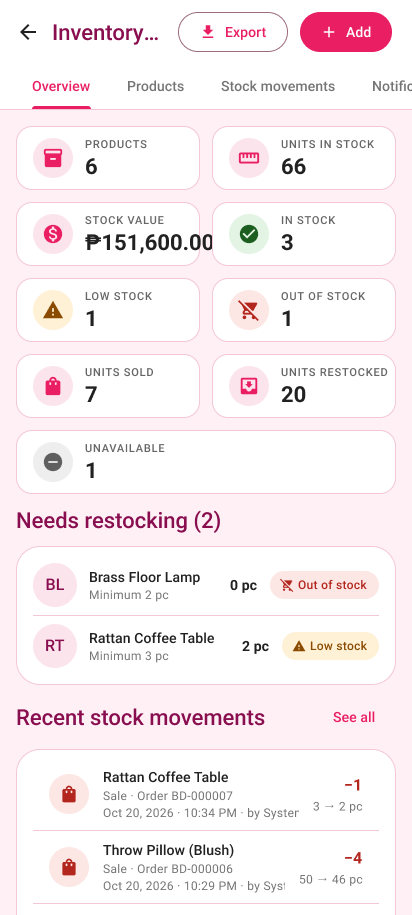 Inventory... Export + Add
Overview Products Stock movements Notific
PRODUCTS
6
UNITS IN STOCK
66
STOCK VALUE
₱151,600.00
IN STOCK
3
LOW STOCK
1
OUT OF STOCK
1
UNITS SOLD
7
UNITS RESTOCKED
20
UNAVAILABLE
1
Needs restocking (2)
BL
Brass Floor Lamp
Minimum 2 pc
0 pc
Out of stock
RT
Rattan Coffee Table
Minimum 3 pc
2 pc
Low stock
Recent stock movements See all
Rattan Coffee Table
Sale · Order BD-000007
Oct 20, 2026 · 10:34 PM · by System
−1
3 → 2 pc
Throw Pillow (Blush)
Sale · Order BD-000006
Oct 20, 2026 · 10:29 PM · by Syst
−4
50 → 46 pc